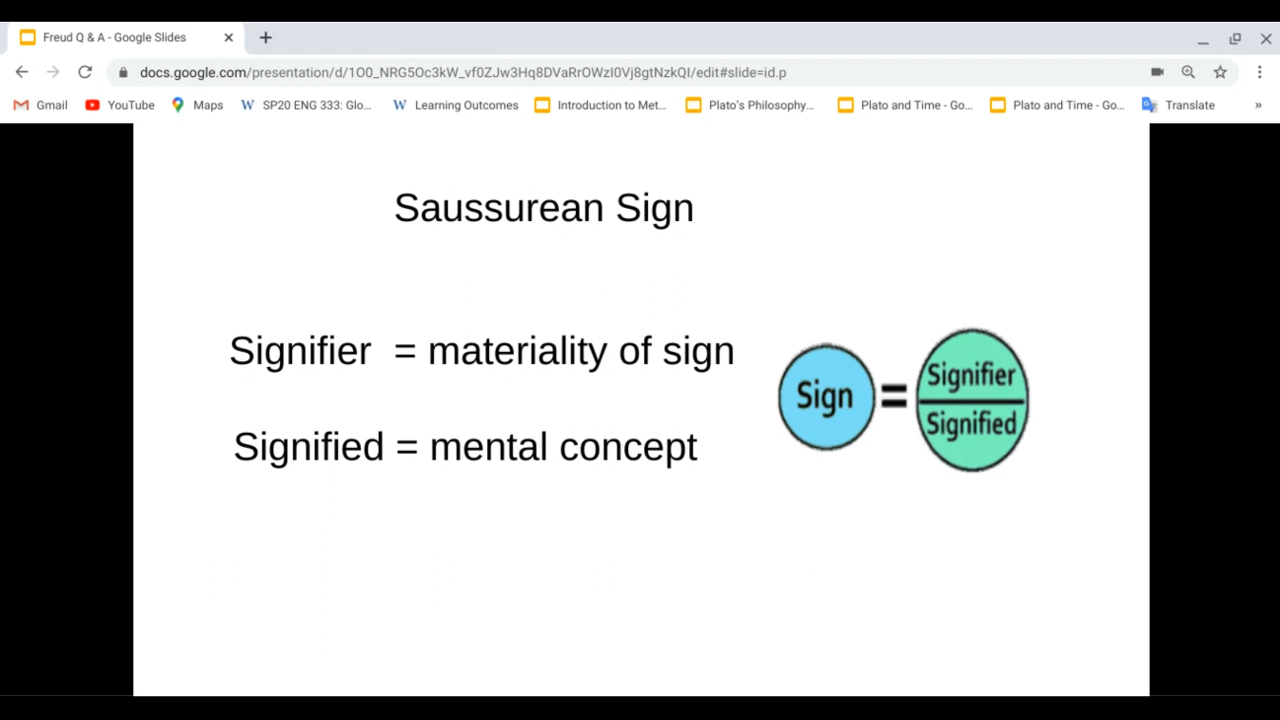 Freud Q & A - Google Slides
docs.google.com/presentation/d/1O0_NRG5Oc3kW_vf0ZJw3Hq8DVaRrOWzI0Vj8gtNzkQI/edit#slide=id.p
Gmail YouTube Maps SP20 ENG 333: Glo... Learning Outcomes Introduction to Met... Plato's Philosophy... Plato and Time - Go... Plato and Time - Go... Translate »
Saussurean Sign
Signifier = materiality of sign
Signified = mental concept
Sign = Signifier
Signified